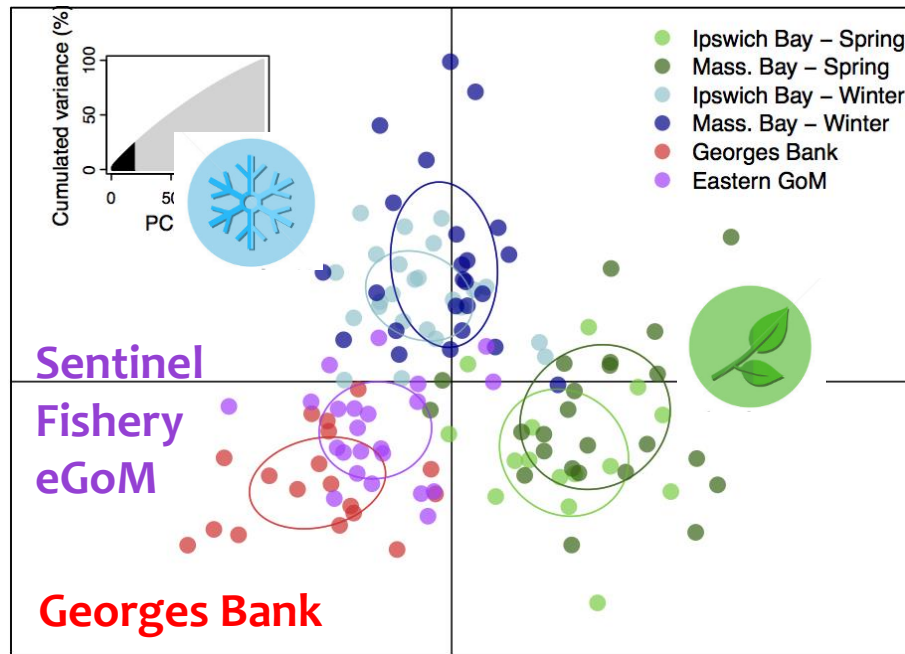 Cumulated variance (%)
100
50
0
0
PC
Ipswich Bay – Spring
Mass. Bay – Spring
Ipswich Bay – Winter
Mass. Bay – Winter
Georges Bank
Eastern GoM
Sentinel
Fishery
eGoM
Georges Bank